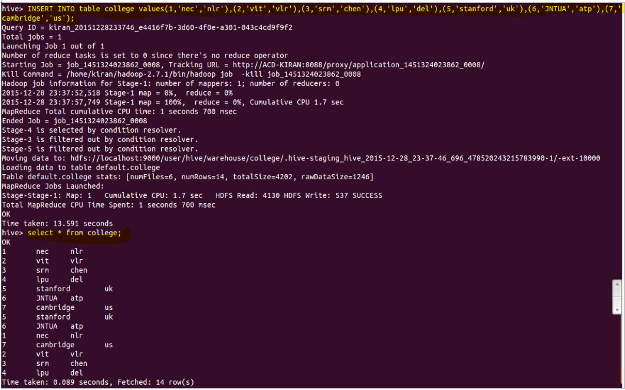 hive> INSERT INTO table college values(1,'nec','nlr'),(2,'vit','vlr'),(3,'srm','chen'),(4,'lpu','del'),(5,'stanford','uk'),(6,'JNTUA','atp'),(7,'
cambridge','us');
Query ID = kiran_20151228233746_e4416f7b-3d60-4f0e-a301-043c4cd9f9f2
Total jobs = 1
Launching Job 1 out of 1
Number of reduce tasks is set to 0 since there's no reduce operator
Starting Job = job_1451324023862_0008, Tracking URL = http://ACD-KIRAN:8088/proxy/application_1451324023862_0008/
Kill Command = /home/kiran/hadoop-2.7.1/bin/hadoop job  -kill job_1451324023862_0008
Hadoop job information for Stage-1: number of mappers: 1; number of reducers: 0
2015-12-28 23:37:52,518 Stage-1 map = 0%,  reduce = 0%
2015-12-28 23:37:57,749 Stage-1 map = 100%,  reduce = 0%, Cumulative CPU 1.7 sec
MapReduce Total cumulative CPU time: 1 seconds 700 msec
Ended Job = job_1451324023862_0008
Stage-4 is selected by condition resolver.
Stage-3 is filtered out by condition resolver.
Stage-5 is filtered out by condition resolver.
Moving data to: hdfs://localhost:9000/user/hive/warehouse/college/.hive-staging_hive_2015-12-28_23-37-46_696_478520243215783990-1/-ext-10000
Loading data to table default.college
Table default.college stats: [numFiles=6, numRows=14, totalSize=4202, rawDataSize=1246]
MapReduce Jobs Launched:
Stage-Stage-1: Map: 1   Cumulative CPU: 1.7 sec   HDFS Read: 4130 HDFS Write: 537 SUCCESS
Total MapReduce CPU Time Spent: 1 seconds 700 msec
OK
Time taken: 13.591 seconds
hive> select * from college;
OK
1 nec nlr
2 vit vlr
3 srm chen
4 lpu del
5 stanford uk
6 JNTUA atp
7 cambridge us
5 stanford uk
6 JNTUA atp
1 nec nlr
7 cambridge us
2 vit vlr
3 srm chen
4 lpu del
Time taken: 0.089 seconds, Fetched: 14 row(s)